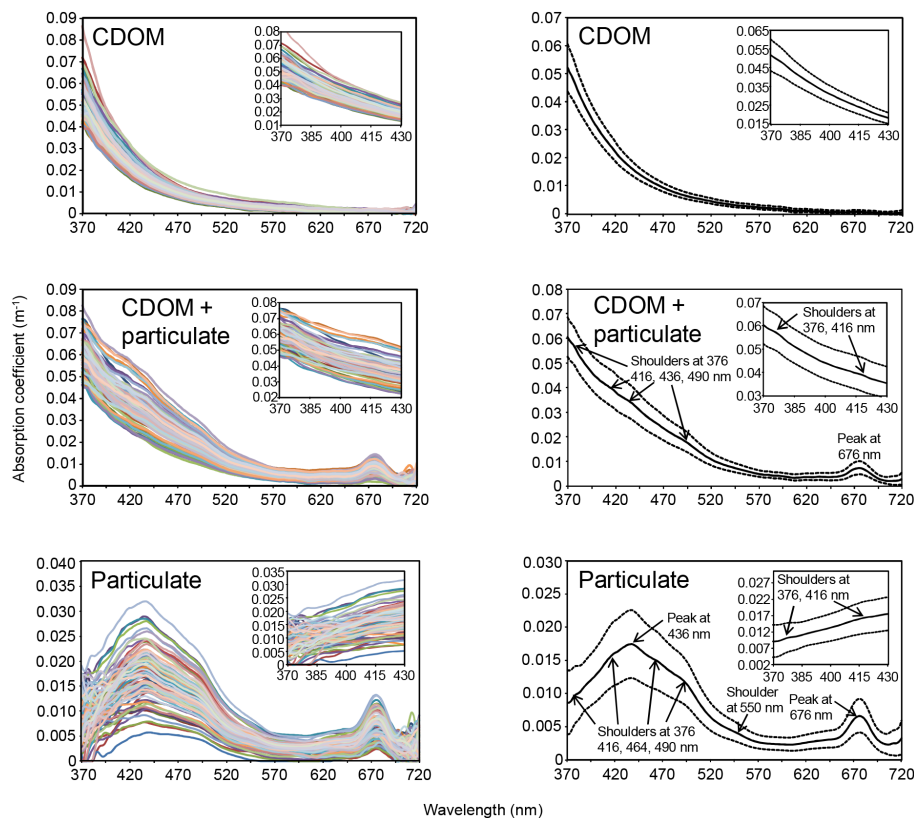 CDOM
0.09
0.08
0.07
0.06
0.05
0.04
0.03
0.02
0.01
0
370 420 470 520 570 620 670 720
0.08
0.07
0.06
0.05
0.04
0.03
0.02
0.01
370 385 400 415 430
CDOM
0.07
0.06
0.05
0.04
0.03
0.02
0.01
0
370 420 470 520 570 620 670 720
0.065
0.055
0.045
0.035
0.025
0.015
370 385 400 415 430
Absorption coefficient (m⁻¹)
CDOM +
particulate
0.09
0.08
0.07
0.06
0.05
0.04
0.03
0.02
0.01
0
370 420 470 520 570 620 670 720
0.08
0.07
0.06
0.05
0.04
0.03
0.02
370 385 400 415 430
CDOM +
particulate
0.08
0.07
0.06
0.05
0.04
0.03
0.02
0.01
0
370 420 470 520 570 620 670 720
Shoulders at 376
416, 436, 490 nm
Peak at
676 nm
0.07
0.06
0.05
0.04
0.03
370 385 400 415 430
Shoulders at
376, 416 nm
Particulate
0.040
0.035
0.030
0.025
0.020
0.015
0.010
0.005
0
370 420 470 520 570 620 670 720
0.035
0.030
0.025
0.020
0.015
0.010
0.005
0
370 385 400 415 430
Particulate
0.030
0.025
0.020
0.015
0.010
0.005
0
370 420 470 520 570 620 670 720
Peak at
436 nm
Shoulders at 376
416, 464, 490 nm
Shoulder
at 550 nm
Peak at
676 nm
0.027
0.022
0.017
0.012
0.007
0.002
370 385 400 415 430
Shoulders at
376, 416 nm
Wavelength (nm)